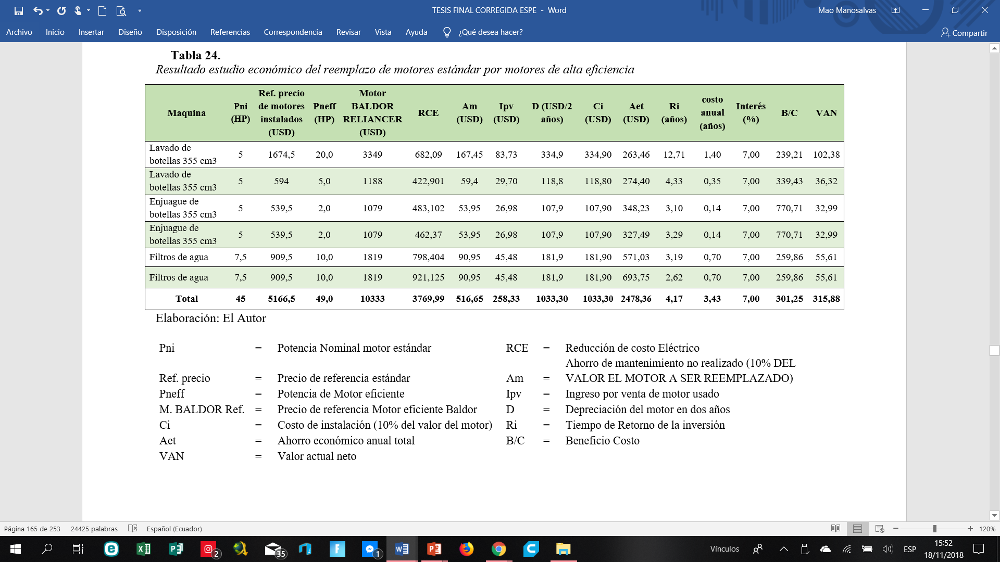 TESIS FINAL CORREGIDA ESPE - Word
Mao Manosalvas
Archivo Inicio Insertar Diseño Disposición Referencias Correspondencia Revisar Vista Ayuda ¿Qué desea hacer? Compartir
Tabla 24.
Resultado estudio económico del reemplazo de motores estándar por motores de alta eficiencia
Maquina Pni (HP) Ref. precio de motores instalados (USD) Pneff (HP) Motor BALDOR RELIANCER (USD) RCE Am (USD) Ipv (USD) D (USD/2 años) Ci (USD) Aet (USD) Ri (años) costo anual (años) Interés (%) B/C VAN
Lavado de botellas 355 cm3 5 1674,5 20,0 3349 682,09 167,45 83,73 334,9 334,90 263,46 12,71 1,40 7,00 239,21 102,38
Lavado de botellas 355 cm3 5 594 5,0 1188 422,901 59,4 29,70 118,8 118,80 274,40 4,33 0,35 7,00 339,43 36,32
Enjuague de botellas 355 cm3 5 539,5 2,0 1079 483,102 53,95 26,98 107,9 107,90 348,23 3,10 0,14 7,00 770,71 32,99
Enjuague de botellas 355 cm3 5 539,5 2,0 1079 462,37 53,95 26,98 107,9 107,90 327,49 3,29 0,14 7,00 770,71 32,99
Filtros de agua 7,5 909,5 10,0 1819 798,404 90,95 45,48 181,9 181,90 571,03 3,19 0,70 7,00 259,86 55,61
Filtros de agua 7,5 909,5 10,0 1819 921,125 90,95 45,48 181,9 181,90 693,75 2,62 0,70 7,00 259,86 55,61
Total 45 5166,5 49,0 10333 3769,99 516,65 258,33 1033,30 1033,30 2478,36 4,17 3,43 7,00 301,25 315,88
Elaboración: El Autor
Pni = Potencia Nominal motor estándar RCE = Reducción de costo Eléctrico
Ahorro de mantenimiento no realizado (10% DEL
Ref. precio = Precio de referencia estándar Am = VALOR EL MOTOR A SER REEMPLAZADO)
Pneff = Potencia de Motor eficiente Ipv = Ingreso por venta de motor usado
M. BALDOR Ref. = Precio de referencia Motor eficiente Baldor D = Depreciación del motor en dos años
Ci = Costo de instalación (10% del valor del motor) Ri = Tiempo de Retorno de la inversión
Aet = Ahorro económico anual total B/C = Beneficio Costo
VAN = Valor actual neto
Página 165 de 253 24425 palabras Español (Ecuador) 120%
2 35 1 Vínculos ESP 15:52
18/11/2018